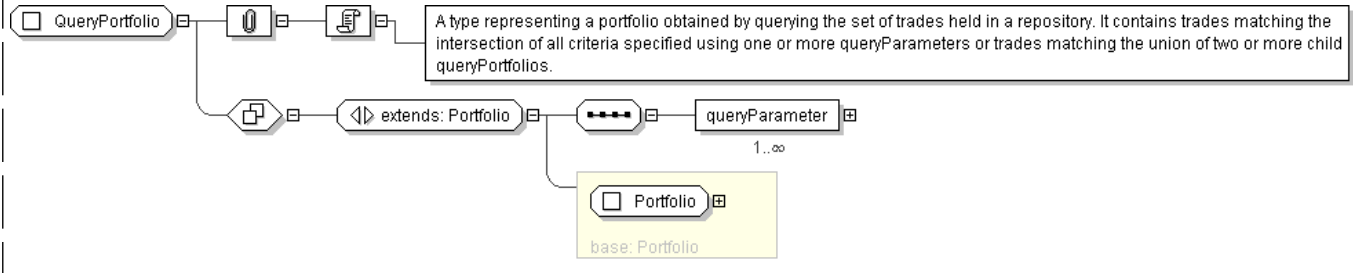 QueryPortfolio
A type representing a portfolio obtained by querying the set of trades held in a repository. It contains trades matching the
intersection of all criteria specified using one or more queryParameters or trades matching the union of two or more child
queryPortfolios.
extends: Portfolio
queryParameter
1..∞
Portfolio
base: Portfolio